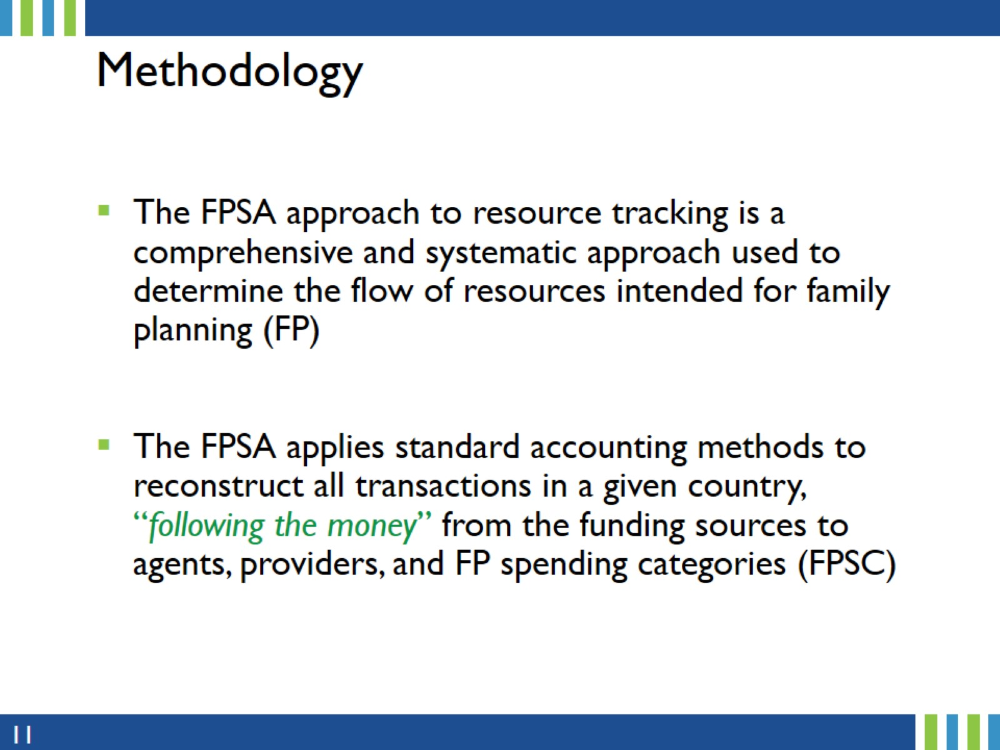 Methodology
▪ The FPSA approach to resource tracking is a
comprehensive and systematic approach used to
determine the flow of resources intended for family
planning (FP)
▪ The FPSA applies standard accounting methods to
reconstruct all transactions in a given country,
“following the money” from the funding sources to
agents, providers, and FP spending categories (FPSC)
11